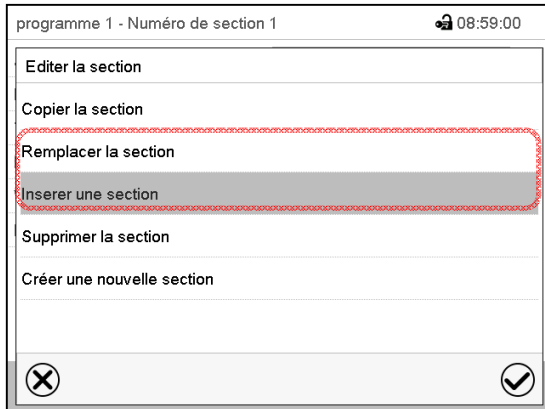 programme 1 - Numéro de section 1 08:59:00
Editer la section
Copier la section
Remplacer la section
Inserer une section
Supprimer la section
Créer une nouvelle section